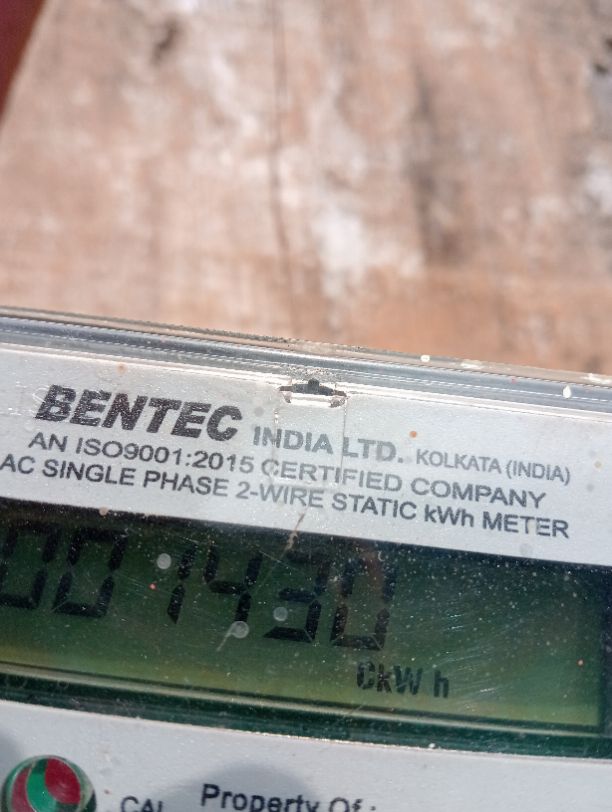 BENTEC INDIA LTD. KOLKATA (INDIA)
AN ISO9001:2015 CERTIFIED COMPANY
AC SINGLE PHASE 2-WIRE STATIC kWh METER
001430
CkW h
CAL Property Of :